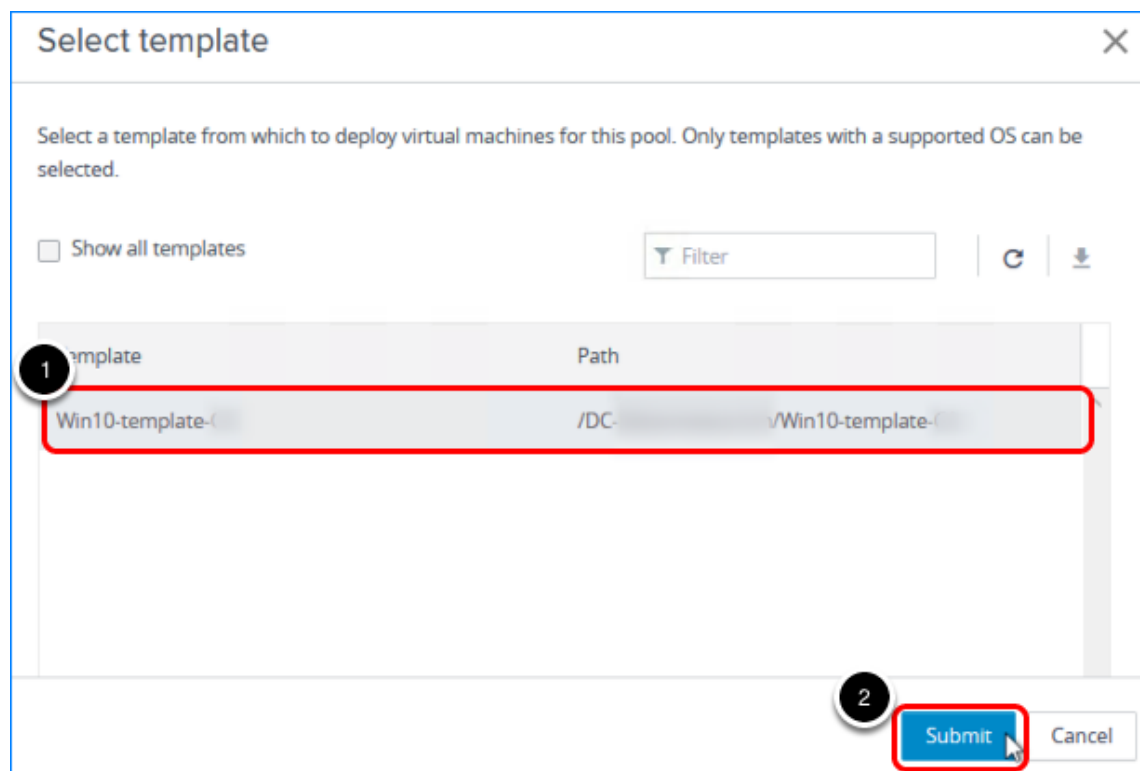 Select template
Select a template from which to deploy virtual machines for this pool. Only templates with a supported OS can be
selected.
Show all templates
Filter
emplate Path
1
Win10-template- /DC- /Win10-template-
2
Submit Cancel